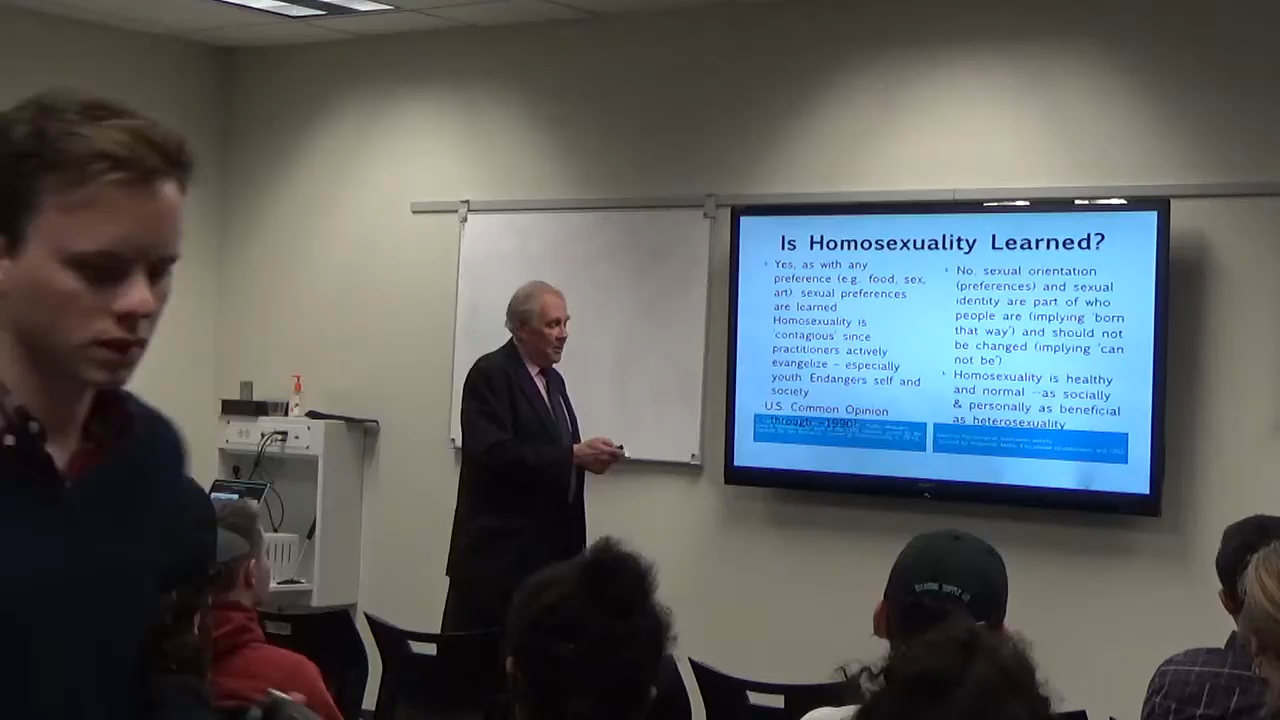 Is Homosexuality Learned?
Yes, as with any
preference (e.g. food, sex,
art) sexual preferences
are learned
Homosexuality is
'contagious' since
practitioners actively
evangelize – especially
youth Endangers self and
society
U.S. Common Opinion
through ~1990!
No, sexual orientation
(preferences) and sexual
identity are part of who
people are (implying 'born
that way') and should not
be changed (implying 'can
not be')
Homosexuality is healthy
and normal --as socially
& personally as beneficial
as heterosexuality